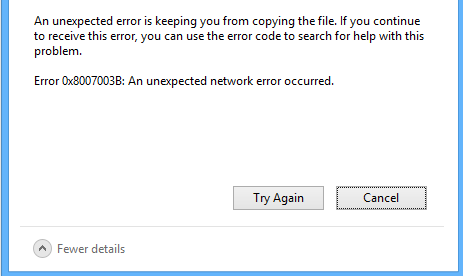 An unexpected error is keeping you from copying the file. If you continue
to receive this error, you can use the error code to search for help with this
problem.
Error 0x8007003B: An unexpected network error occurred.
Try Again
Cancel
Fewer details